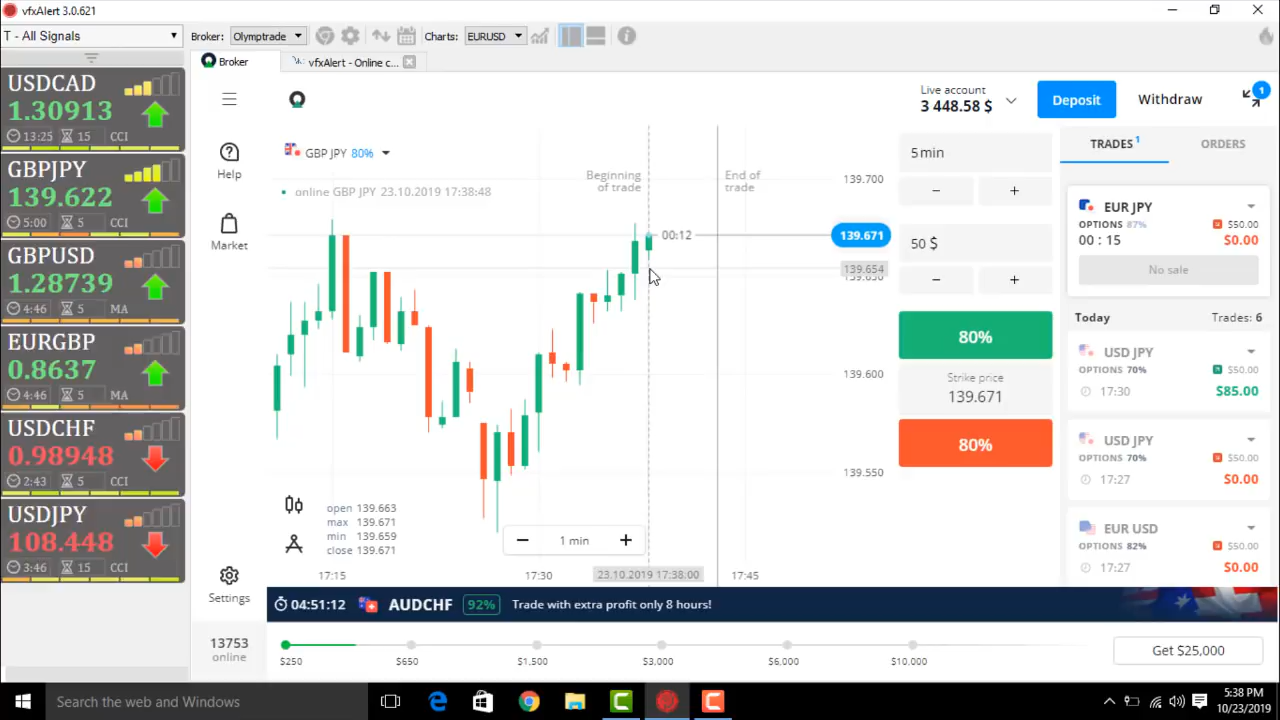 vfxAlert 3.0.621
T - All Signals
Broker: Olymptrade
Charts: EURUSD
Broker
vfxAlert - Online c...
USDCAD
1.30913
13:25 15 CCI
GBPJPY
139.622
5:00 5 CCI
GBPUSD
1.28739
4:46 5 MA
EURGBP
0.8637
4:46 5 MA
USDCHF
0.98948
2:43 5 CCI
USDJPY
108.448
3:46 15 CCI
Help
Market
Settings
13753
online
Live account
3 448.58 $
Deposit
Withdraw
1
GBP JPY 80%
online GBP JPY 23.10.2019 17:38:48
Beginning
of trade
End of
trade
00:12
139.700
139.671
139.654
139.600
139.550
open 139.663
max 139.671
min 139.659
close 139.671
− 1 min +
17:15
17:30
23.10.2019 17:38:00
17:45
5 min
− +
50 $
− +
80%
Strike price
139.671
80%
TRADES 1
ORDERS
EUR JPY
OPTIONS 87% $50.00
00 : 15 $0.00
No sale
Today Trades: 6
USD JPY
OPTIONS 70% $50.00
17:30 $85.00
USD JPY
OPTIONS 70% $50.00
17:27 $0.00
EUR USD
OPTIONS 82% $50.00
17:27 $0.00
04:51:12 AUDCHF 92% Trade with extra profit only 8 hours!
$250 $650 $1,500 $3,000 $6,000 $10,000
Get $25,000
Search the web and Windows
5:38 PM
10/23/2019